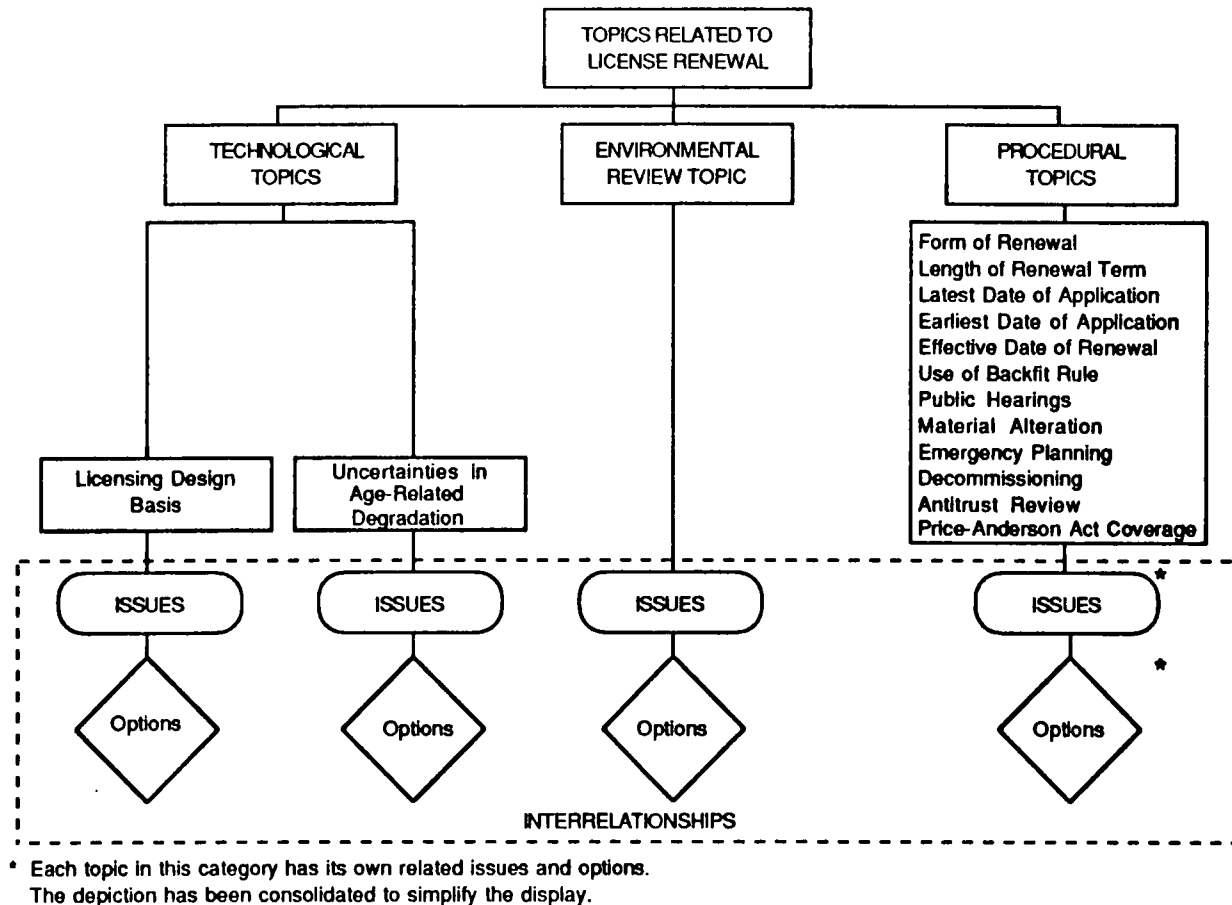 TOPICS RELATED TO
LICENSE RENEWAL
TECHNOLOGICAL
TOPICS
ENVIRONMENTAL
REVIEW TOPIC
PROCEDURAL
TOPICS
Form of Renewal
Length of Renewal Term
Latest Date of Application
Earliest Date of Application
Effective Date of Renewal
Use of Backfit Rule
Public Hearings
Material Alteration
Emergency Planning
Decommissioning
Antitrust Review
Price-Anderson Act Coverage
Licensing Design
Basis
Uncertainties in
Age-Related
Degradation
ISSUES
ISSUES
ISSUES
ISSUES *
Options
Options
Options
Options *
INTERRELATIONSHIPS
* Each topic in this category has its own related issues and options.
The depiction has been consolidated to simplify the display.